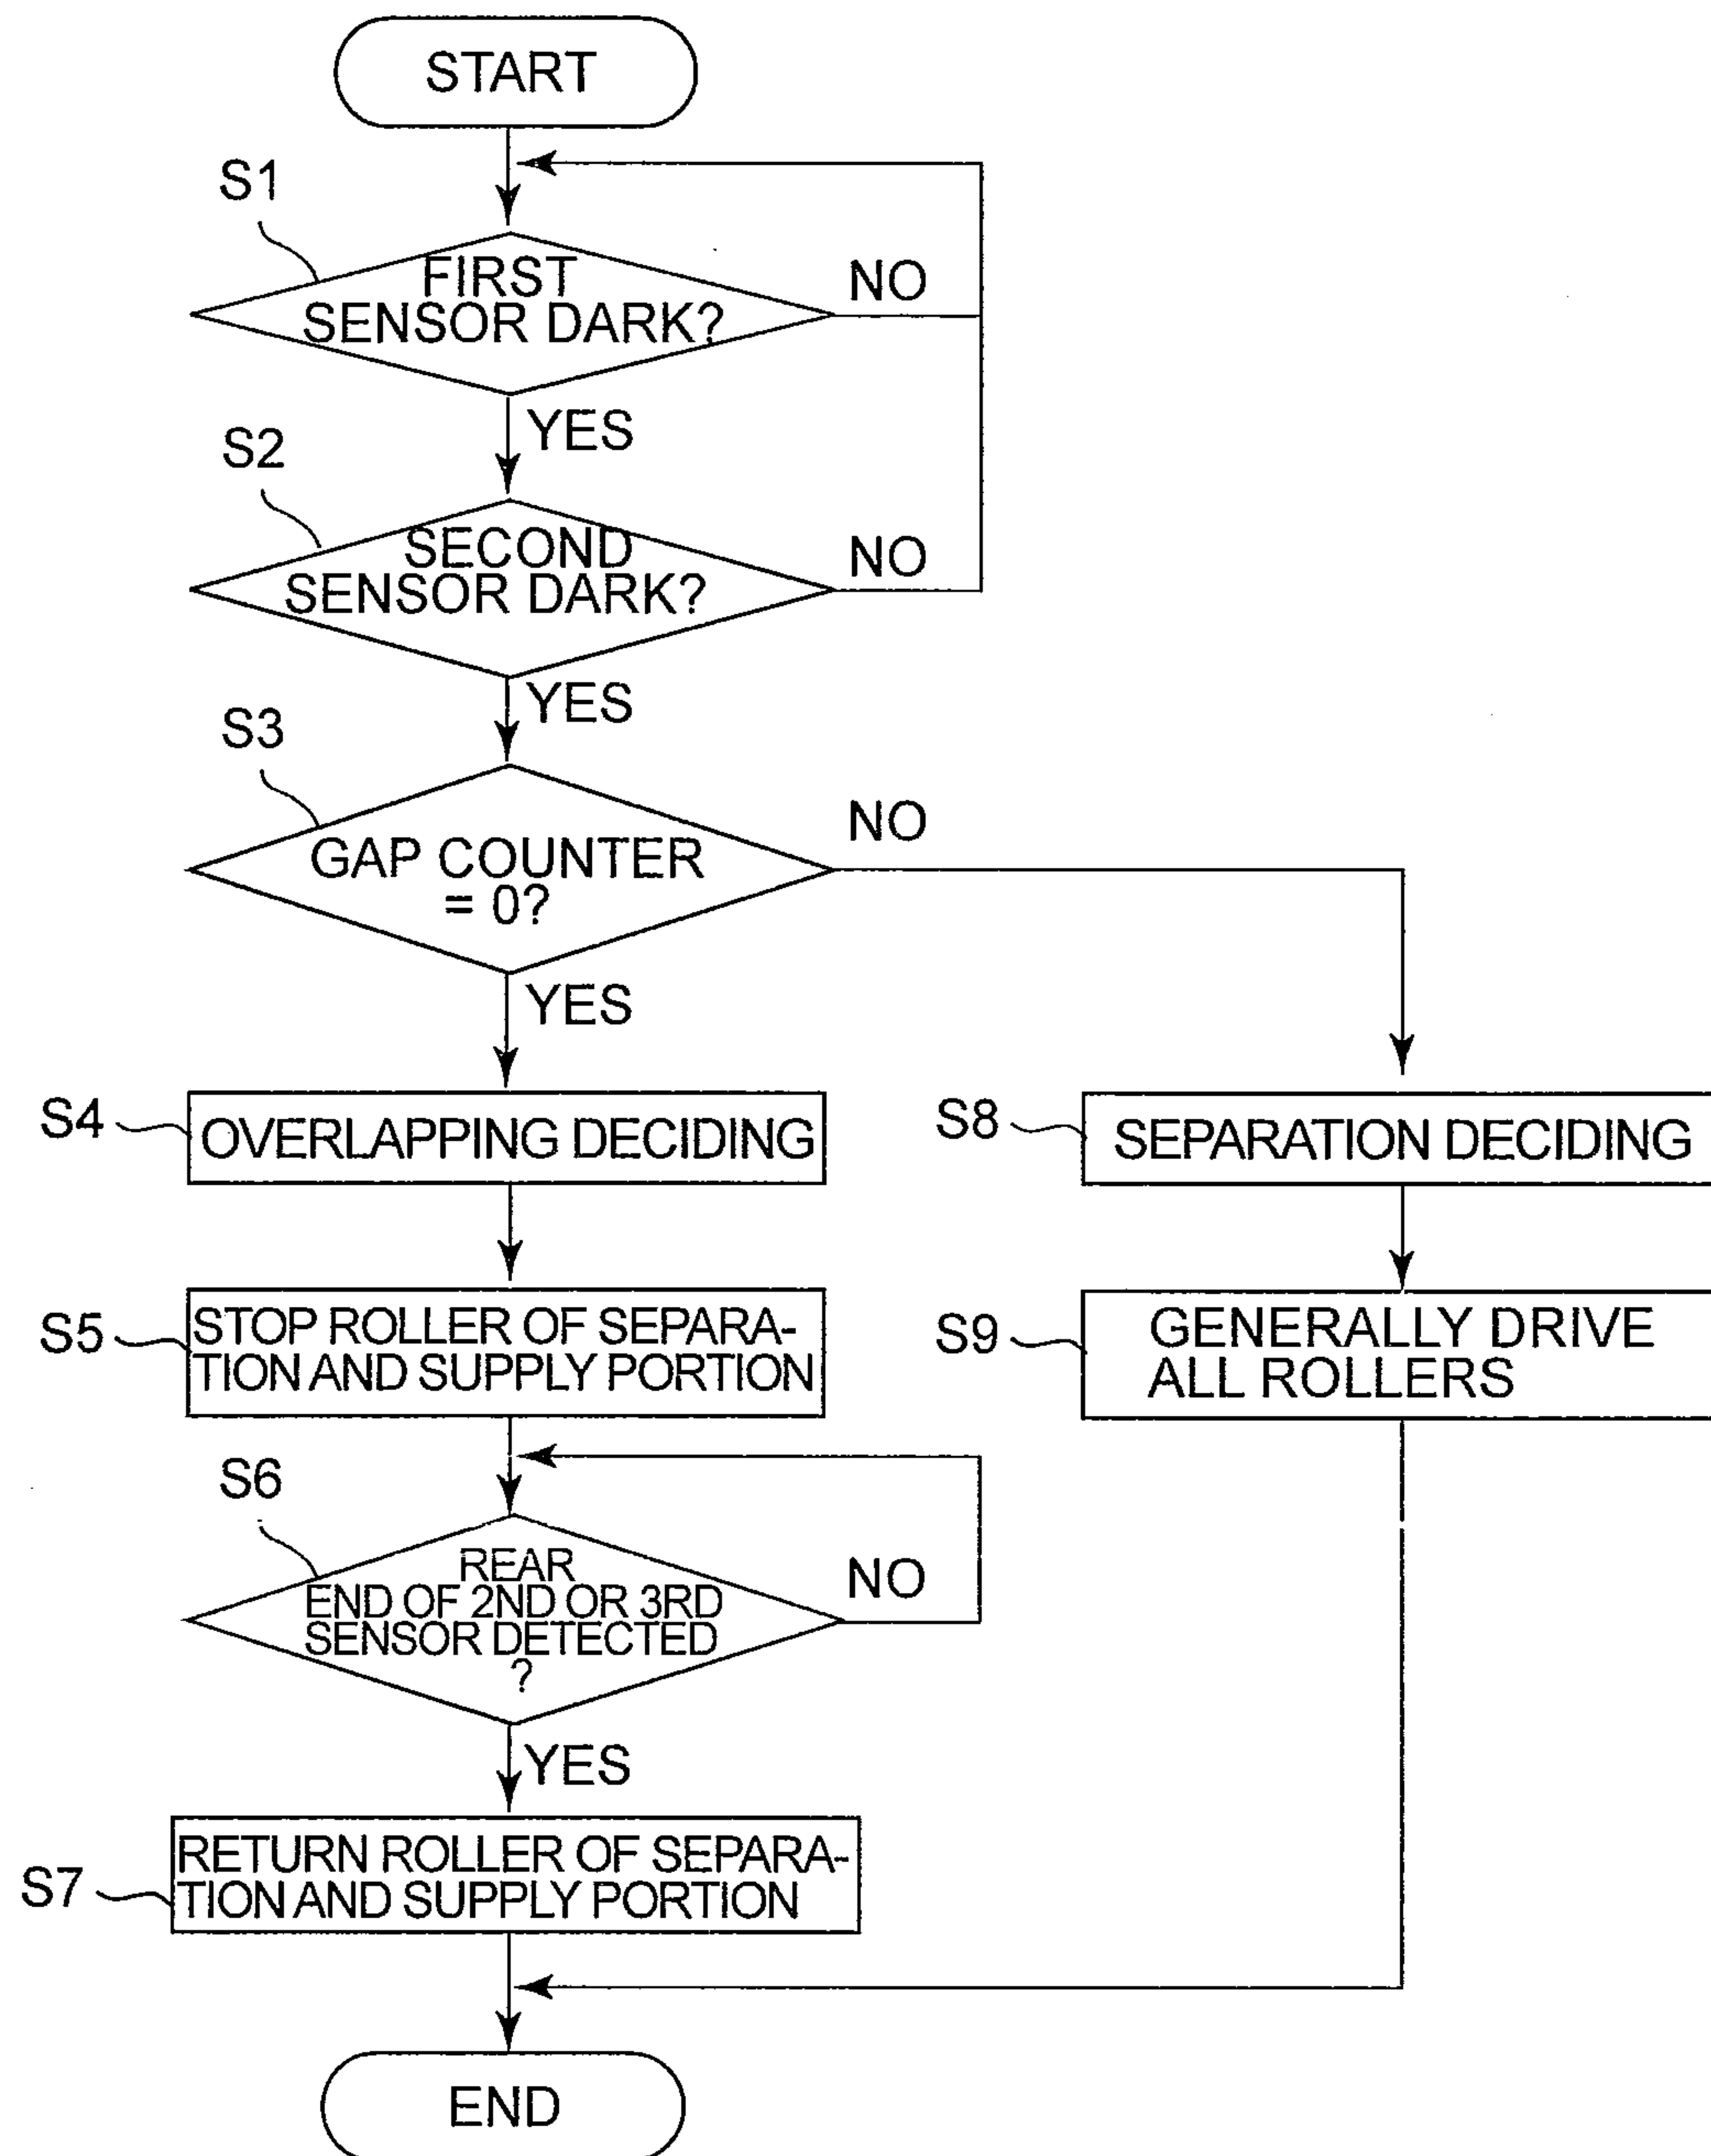 START
S1
FIRST
SENSOR DARK?
NO
YES
S2
SECOND
SENSOR DARK?
NO
YES
S3
GAP COUNTER
= 0?
NO
YES
S4
OVERLAPPING DECIDING
S8
SEPARATION DECIDING
S5
STOP ROLLER OF SEPARA-
TION AND SUPPLY PORTION
S9
GENERALLY DRIVE
ALL ROLLERS
S6
REAR
END OF 2ND OR 3RD
SENSOR DETECTED
?
NO
YES
S7
RETURN ROLLER OF SEPARA-
TION AND SUPPLY PORTION
END